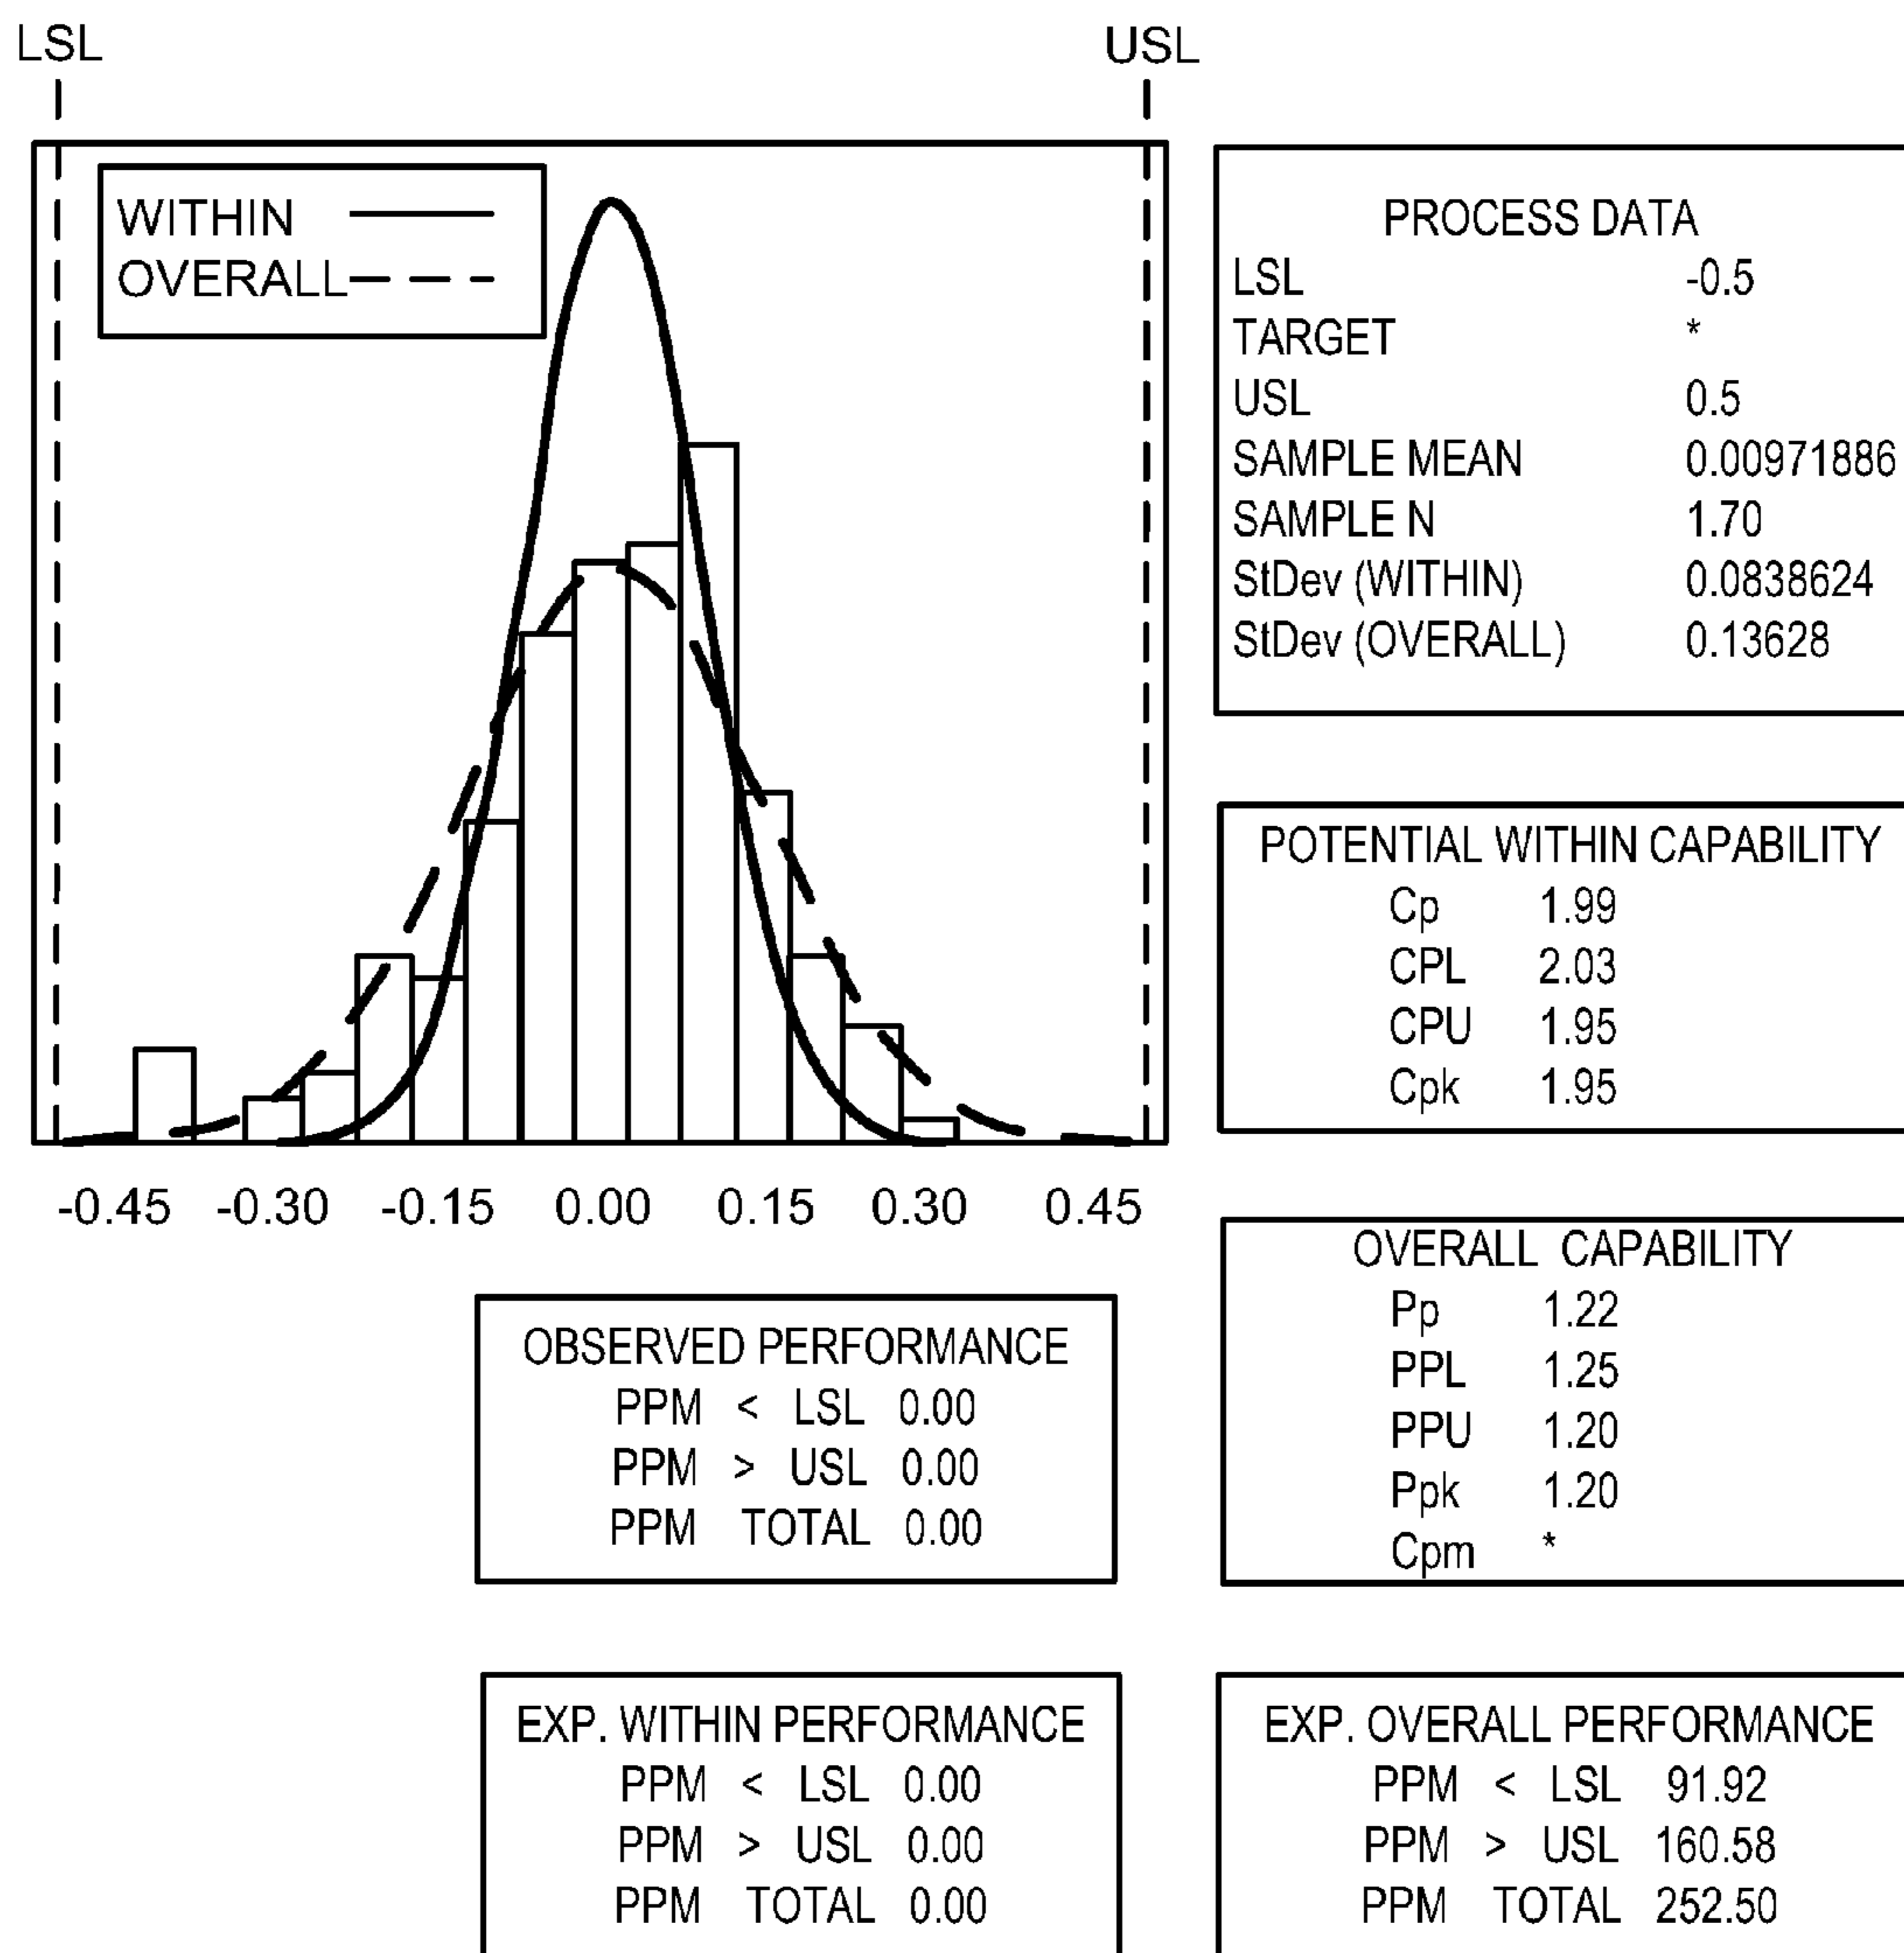 LSL USL
WITHIN
OVERALL
-0.45 -0.30 -0.15 0.00 0.15 0.30 0.45
PROCESS DATA
LSL -0.5
TARGET *
USL 0.5
SAMPLE MEAN 0.00971886
SAMPLE N 1.70
StDev (WITHIN) 0.0838624
StDev (OVERALL) 0.13628
POTENTIAL WITHIN CAPABILITY
Cp 1.99
CPL 2.03
CPU 1.95
Cpk 1.95
OVERALL CAPABILITY
Pp 1.22
PPL 1.25
PPU 1.20
Ppk 1.20
Cpm *
OBSERVED PERFORMANCE
PPM < LSL 0.00
PPM > USL 0.00
PPM TOTAL 0.00
EXP. WITHIN PERFORMANCE
PPM < LSL 0.00
PPM > USL 0.00
PPM TOTAL 0.00
EXP. OVERALL PERFORMANCE
PPM < LSL 91.92
PPM > USL 160.58
PPM TOTAL 252.50